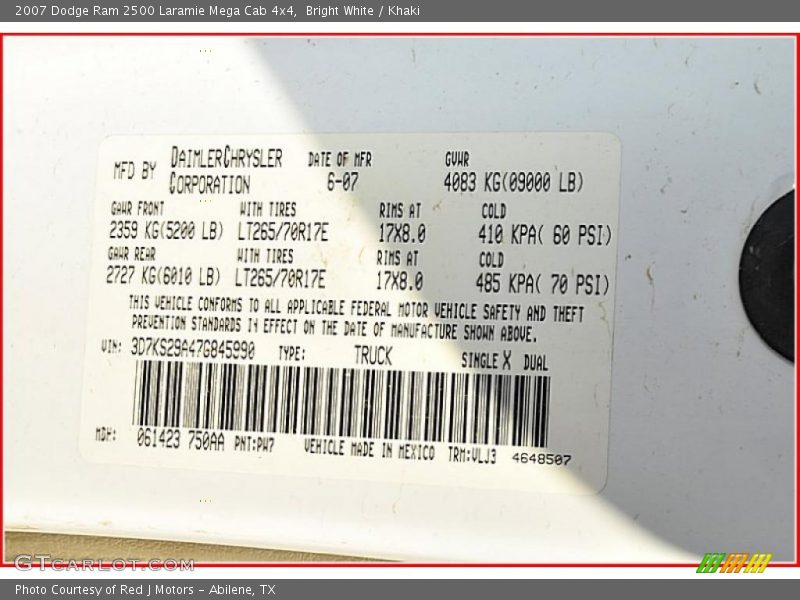 2007 Dodge Ram 2500 Laramie Mega Cab 4x4, Bright White / Khaki
MFD BY DAIMLERCHRYSLER CORPORATION DATE OF MFR 6-07 GVWR 4083 KG(09000 LB)
GAWR FRONT WITH TIRES RIMS AT COLD
2359 KG(5200 LB) LT265/70R17E 17X8.0 410 KPA( 60 PSI)
GAWR REAR WITH TIRES RIMS AT COLD
2727 KG(6010 LB) LT265/70R17E 17X8.0 485 KPA( 70 PSI)
THIS VEHICLE CONFORMS TO ALL APPLICABLE FEDERAL MOTOR VEHICLE SAFETY AND THEFT
PREVENTION STANDARDS IN EFFECT ON THE DATE OF MANUFACTURE SHOWN ABOVE.
VIN: 3D7KS29A47G845990 TYPE: TRUCK SINGLE X DUAL
MDH: 061423 750AA PNT:PW7 VEHICLE MADE IN MEXICO TRM:VLJ3 4648507
GTcarlot.com
Photo Courtesy of Red J Motors – Abilene, TX